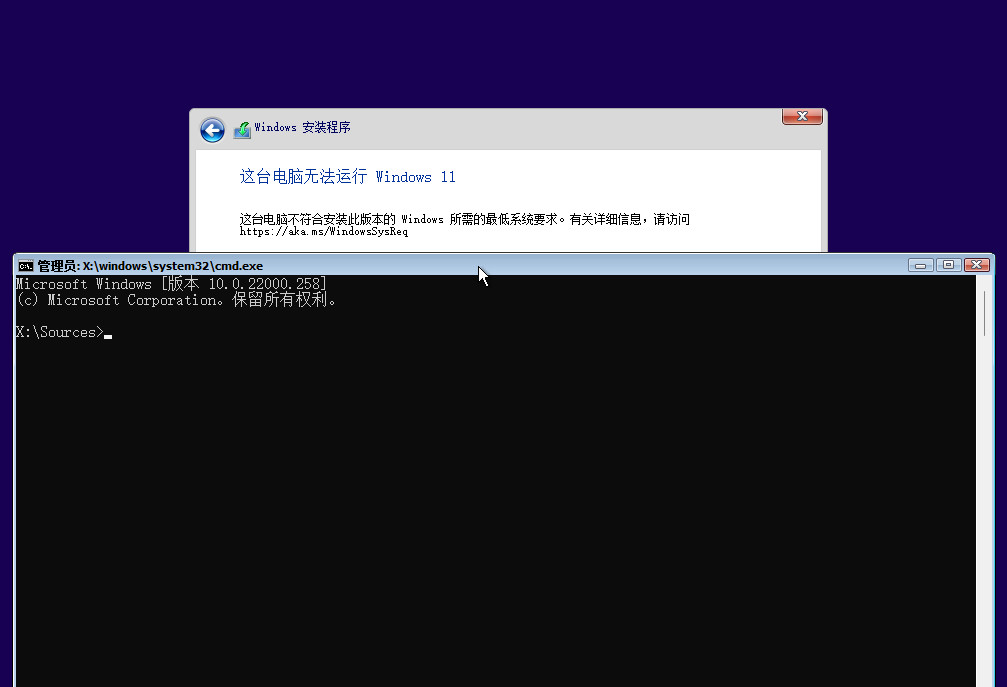 Windows 安装程序
这台电脑无法运行 Windows 11
这台电脑不符合安装此版本的 Windows 所需的最低系统要求。有关详细信息，请访问
https://aka.ms/WindowsSysReq
管理员: X:\windows\system32\cmd.exe
Microsoft Windows [版本 10.0.22000.258]
(c) Microsoft Corporation。保留所有权利。
X:\Sources>